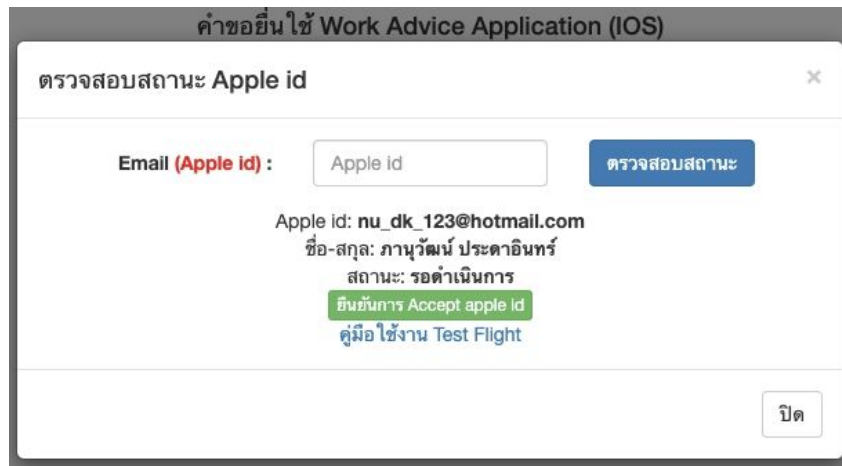 คำขอยื่นใช้ Work Advice Application (IOS)
ตรวจสอบสถานะ Apple id ×
Email (Apple id) : Apple id ตรวจสอบสถานะ
Apple id: nu_dk_123@hotmail.com
ชื่อ-สกุล: ภานุวัฒน์ ประดาอินทร์
สถานะ: รอดำเนินการ
ยืนยันการ Accept apple id
คู่มือใช้งาน Test Flight
ปิด